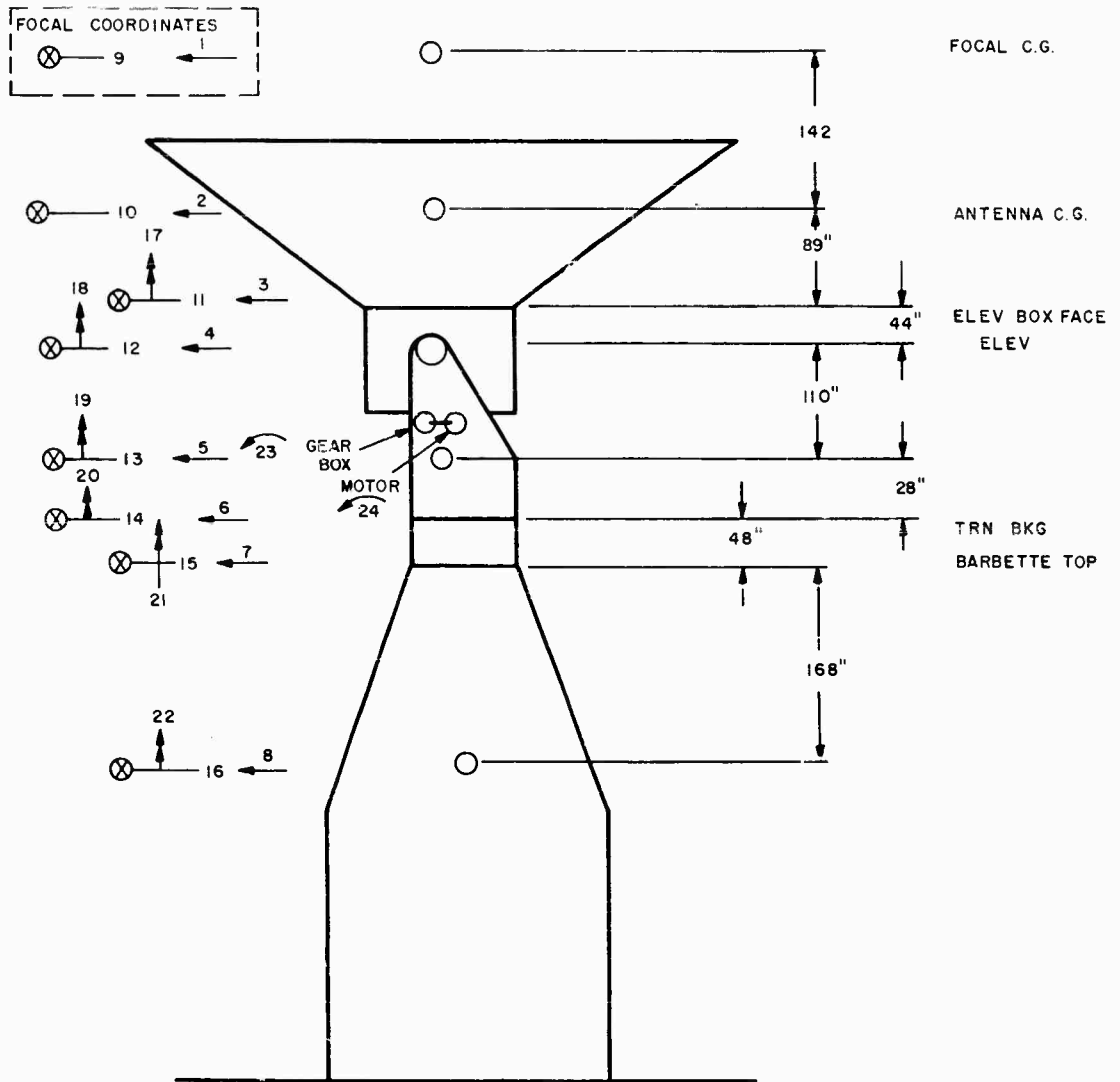 FOCAL COORDINATES
9 1
FOCAL C.G.
142
10 2
ANTENNA C.G.
89"
17
11 3
18
44"
ELEV BOX FACE
12 4
ELEV
110"
19
13 5 23
GEAR
BOX
MOTOR
20
28"
14 6 24
TRN BKG
48"
15 7
BARBETTE TOP
21
168"
22
16 8